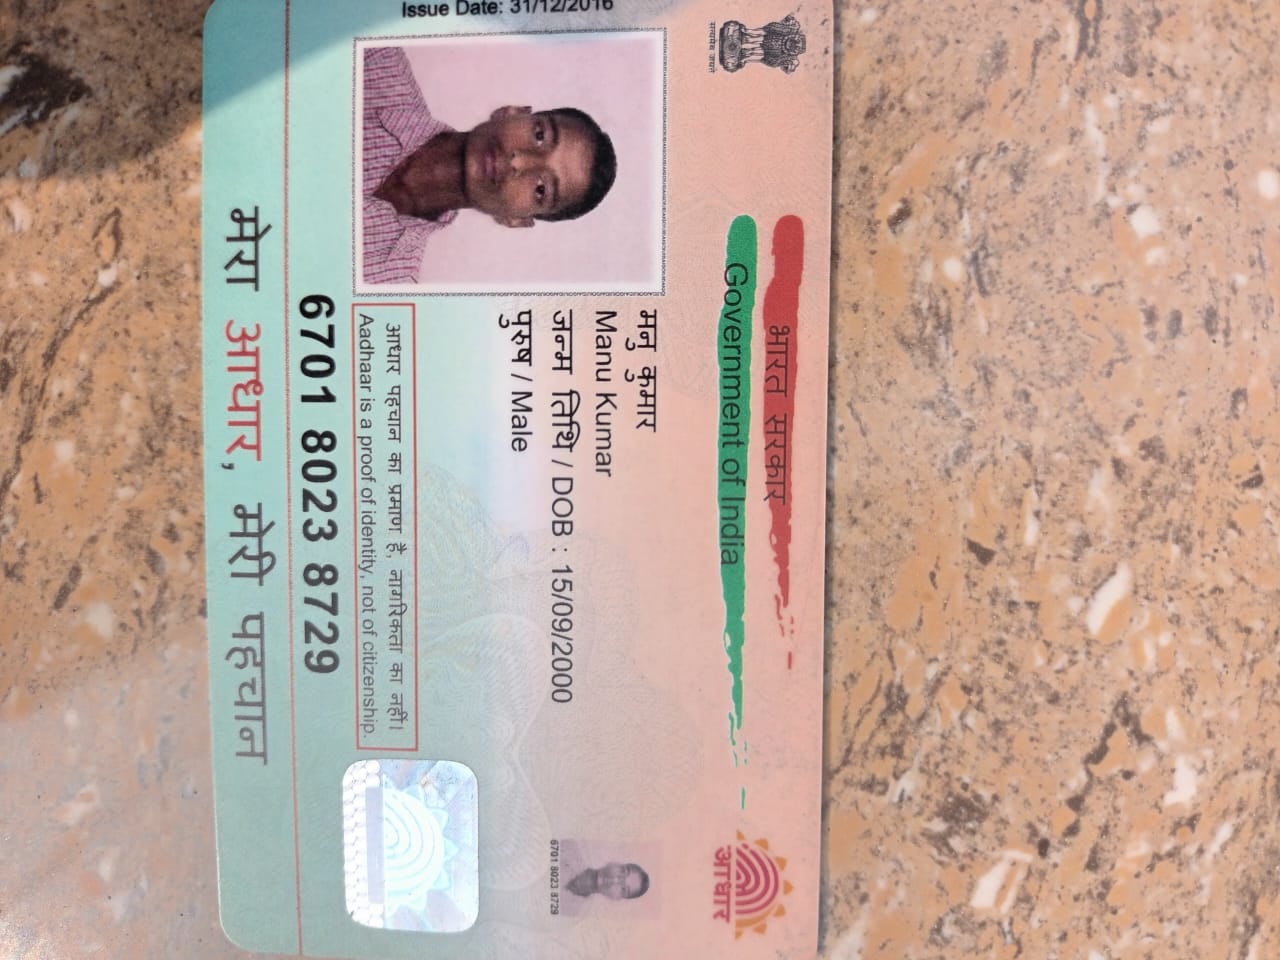 Issue Date: 31/12/2016
सत्यमेव जयते
भारत सरकार
Government of India
आधार
मनु कुमार
Manu Kumar
जन्म तिथि / DOB : 15/09/2000
पुरुष / Male
6701 8023 8729
आधार पहचान का प्रमाण है, नागरिकता का नहीं।
Aadhaar is a proof of identity, not of citizenship.
6701 8023 8729
मेरा आधार, मेरी पहचान